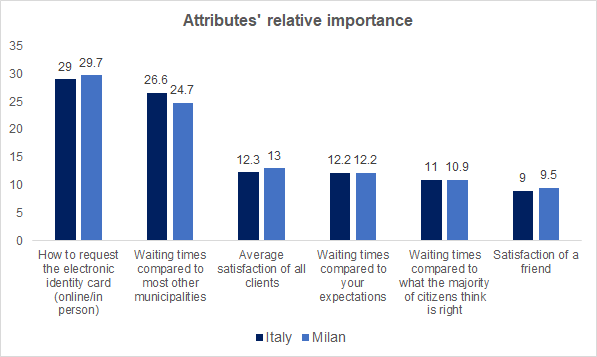 Attributes' relative importance
35
30
25
20
15
10
5
0
29 29.7
26.6 24.7
12.3 13
12.2 12.2
11 10.9
9 9.5
How to request
the electronic
identity card
(online/in
person)
Waiting times
compared to
most other
municipalities
Average
satisfaction of all
clients
Waiting times
compared to
your
expectations
Waiting times
compared to
what the majority
of citizens think
is right
Satisfaction of a
friend
Italy Milan